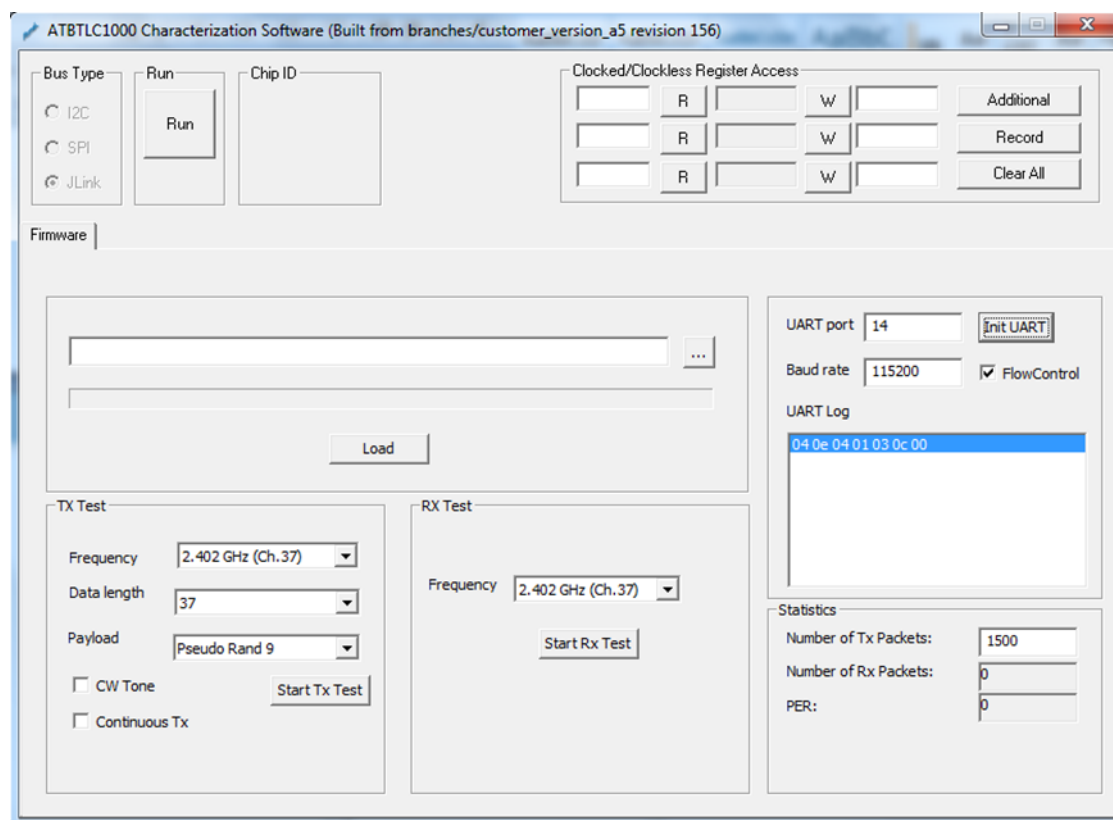 ATBTLC1000 Characterization Software (Built from branches/customer_version_a5 revision 156)
Bus Type
I2C
SPI
JLink
Run
Run
Chip ID
Clocked/Clockless Register Access
R W Additional
R W Record
R W Clear All
Firmware
...
Load
UART port 14 Init UART
Baud rate 115200 FlowControl
UART Log
04 0e 04 01 03 0c 00
TX Test
Frequency 2.402 GHz (Ch.37)
Data length 37
Payload Pseudo Rand 9
CW Tone Start Tx Test
Continuous Tx
RX Test
Frequency 2.402 GHz (Ch.37)
Start Rx Test
Statistics
Number of Tx Packets: 1500
Number of Rx Packets: 0
PER: 0